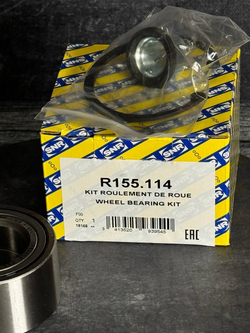 SNR
R155.114
KIT ROULEMENT DE ROUE
WHEEL BEARING KIT
QTY 1
EAC